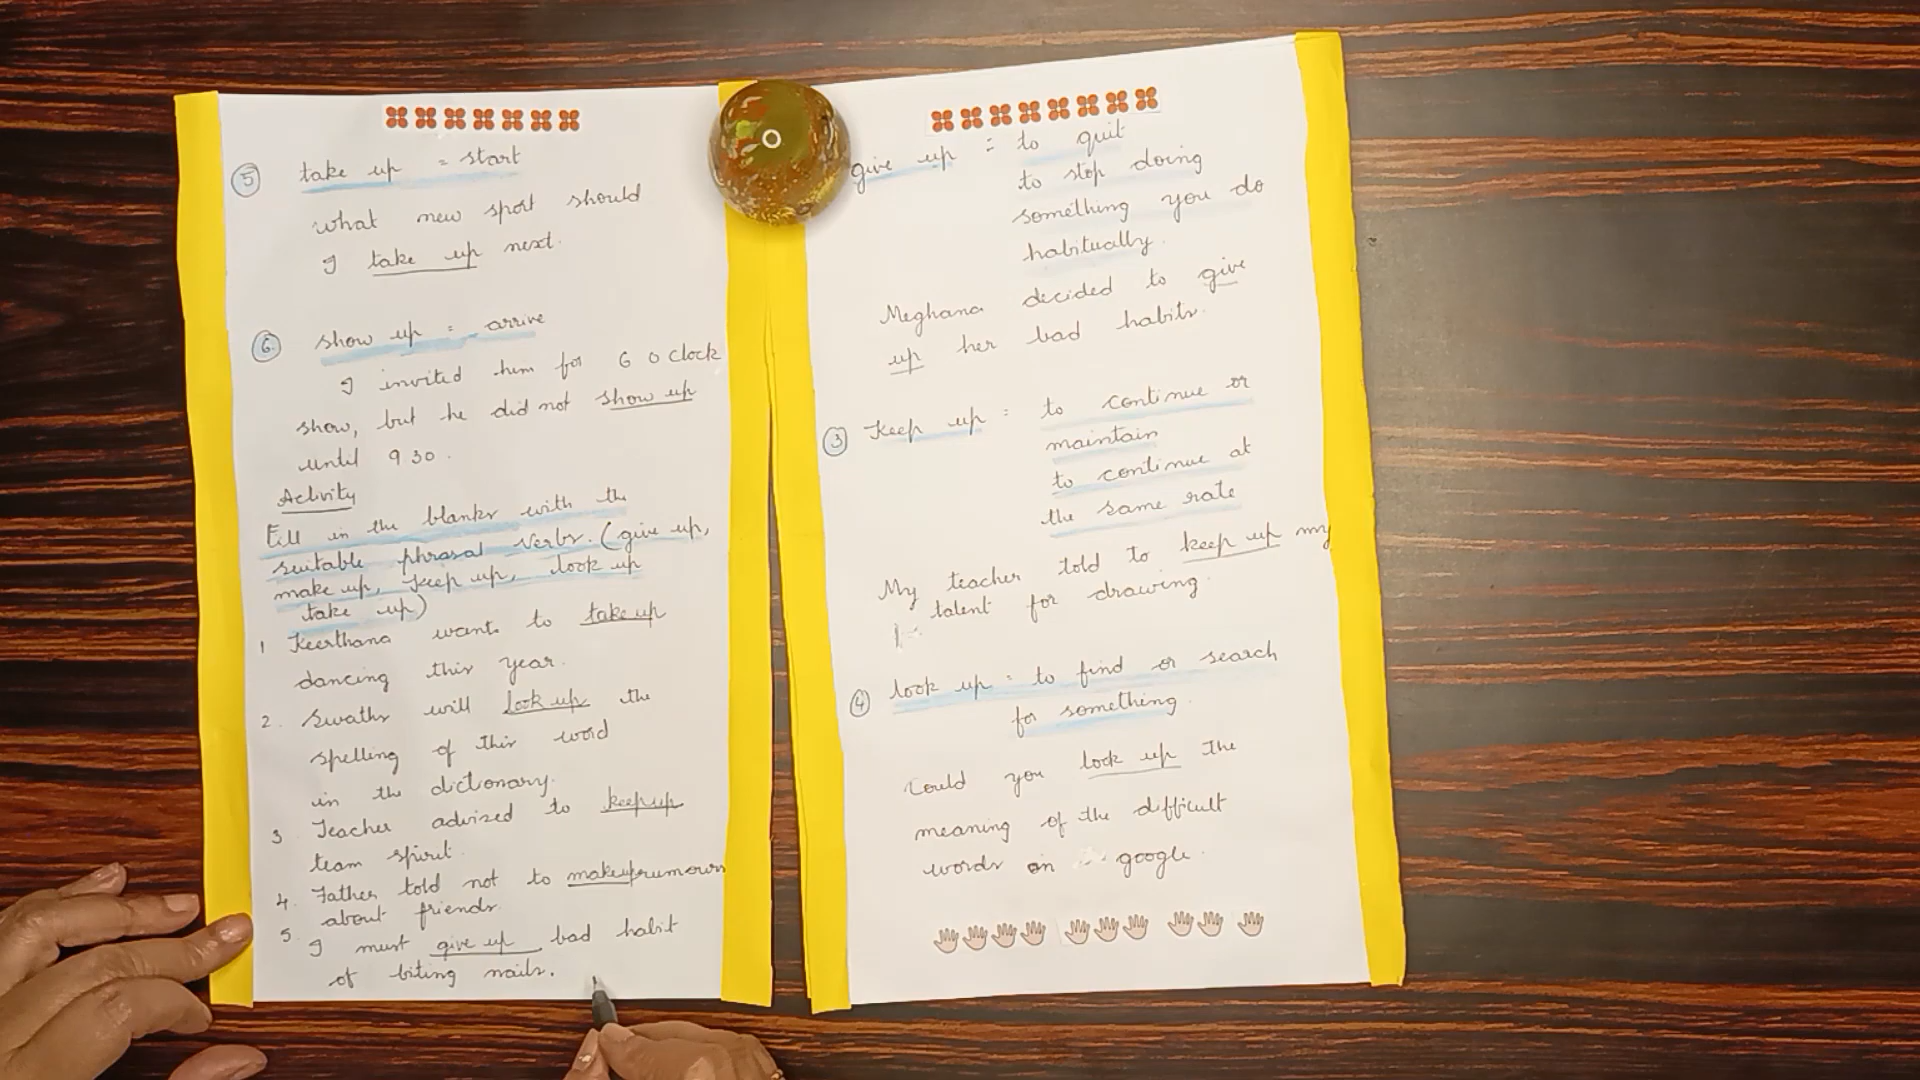 5 take up = start
what new sport should
I take up next.
6. show up = arrive
I invited them for 6 O clock
show, but he did not show up
until 9 30.
Activity
Fill in the blanks with the
suitable phrasal verbs. (give up,
make up, keep up, look up
take up)
1 Keerthana wants to take up
dancing this year.
2. Swaths will look up the
spelling of this word
in the dictionary.
3 Teacher advised to keep up
team spirit.
4. Father told not to make up rumours
about friends.
5. I must give up bad habit
of biting nails.
give up = to quit
to stop doing
something you do
habitually.
Meghana decided to give
up her bad habits.
3 Keep up = to continue or
maintain
to continue at
the same rate
My teacher told to keep up my
talent for drawing.
4 look up = to find or search
for something.
Could you look up the
meaning of the difficult
words on google.